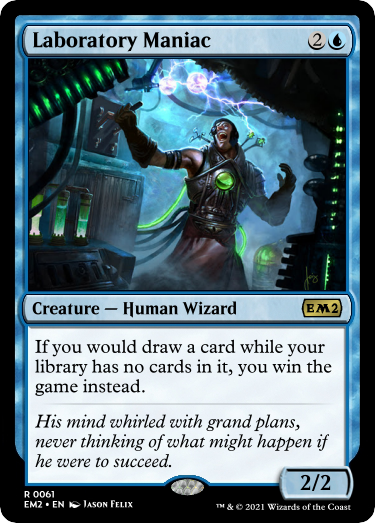 Laboratory Maniac 2
Creature — Human Wizard EM2
If you would draw a card while your
library has no cards in it, you win the
game instead.
His mind whirled with grand plans,
never thinking of what might happen if
he were to succeed.
2/2
R 0061
EM2 • EN Jason Felix ™ & © 2021 Wizards of the Coast